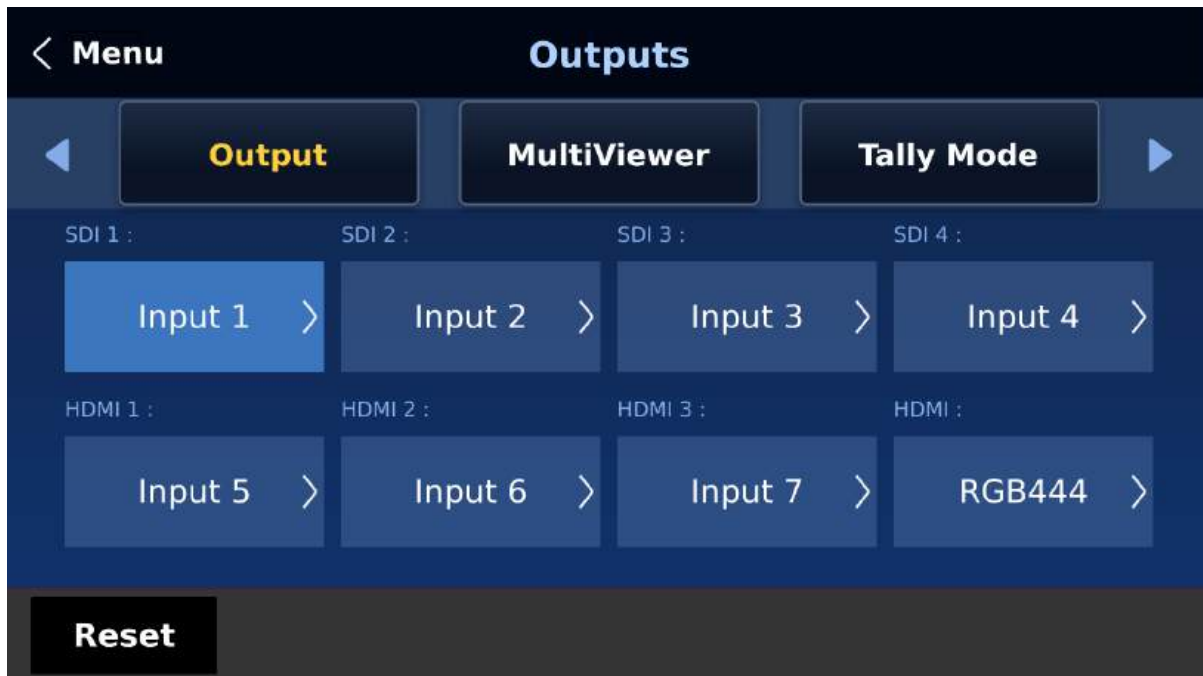 Menu
Outputs
Output
MultiViewer
Tally Mode
SDI 1 :
SDI 2 :
SDI 3 :
SDI 4 :
Input 1
Input 2
Input 3
Input 4
HDMI 1 :
HDMI 2 :
HDMI 3 :
HDMI :
Input 5
Input 6
Input 7
RGB444
Reset